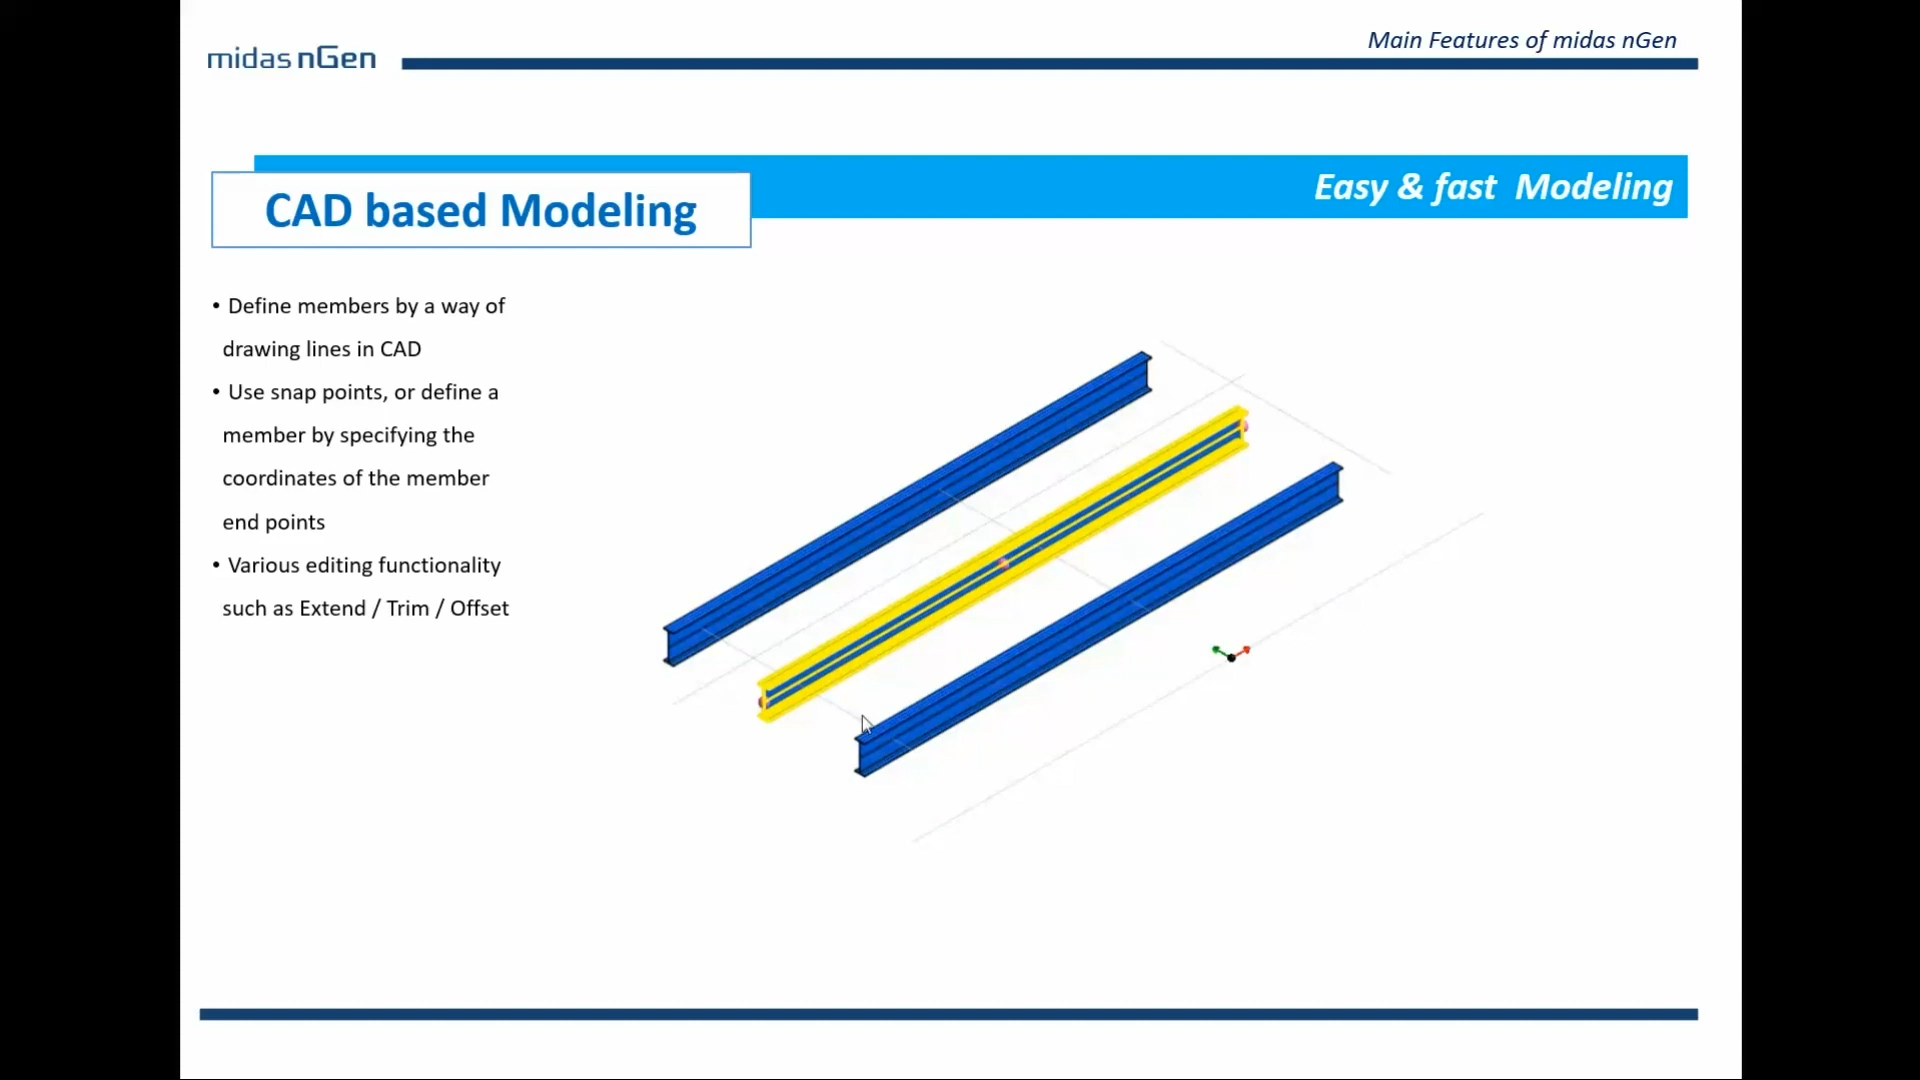 midas nGen
Main Features of midas nGen
Easy & fast Modeling
CAD based Modeling
• Define members by a way of
drawing lines in CAD
• Use snap points, or define a
member by specifying the
coordinates of the member
end points
• Various editing functionality
such as Extend / Trim / Offset